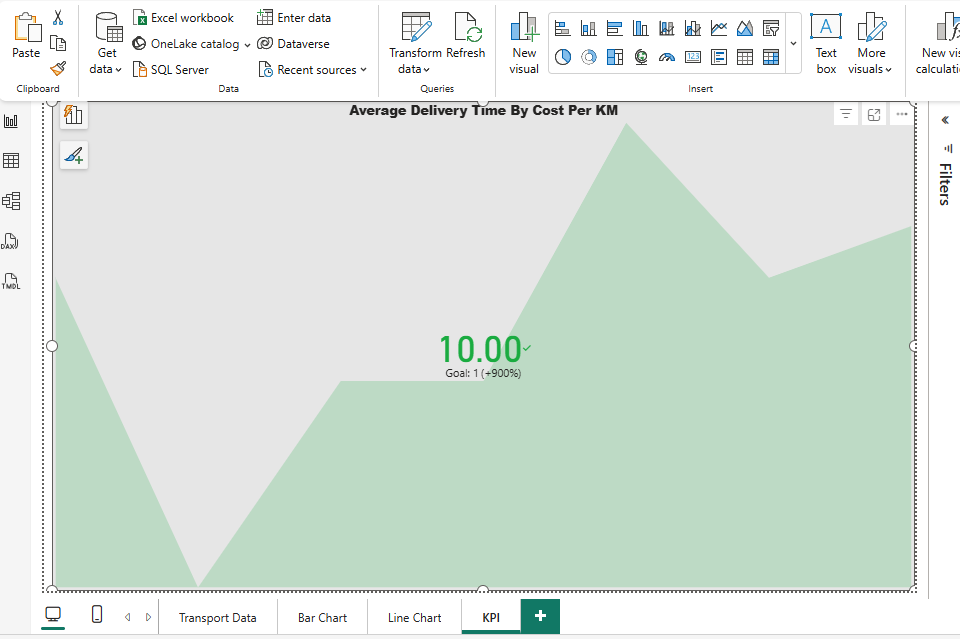 Paste
Clipboard
Get
data
Excel workbook
OneLake catalog
SQL Server
Enter data
Dataverse
Recent sources
Data
Transform
data
Refresh
Queries
New
visual
123
Insert
A
Text
box
More
visuals
New vis
calculati
DAX
TMDL
Average Delivery Time By Cost Per KM
10.00
Goal: 1 (+900%)
Filters
Transport Data
Bar Chart
Line Chart
KPI